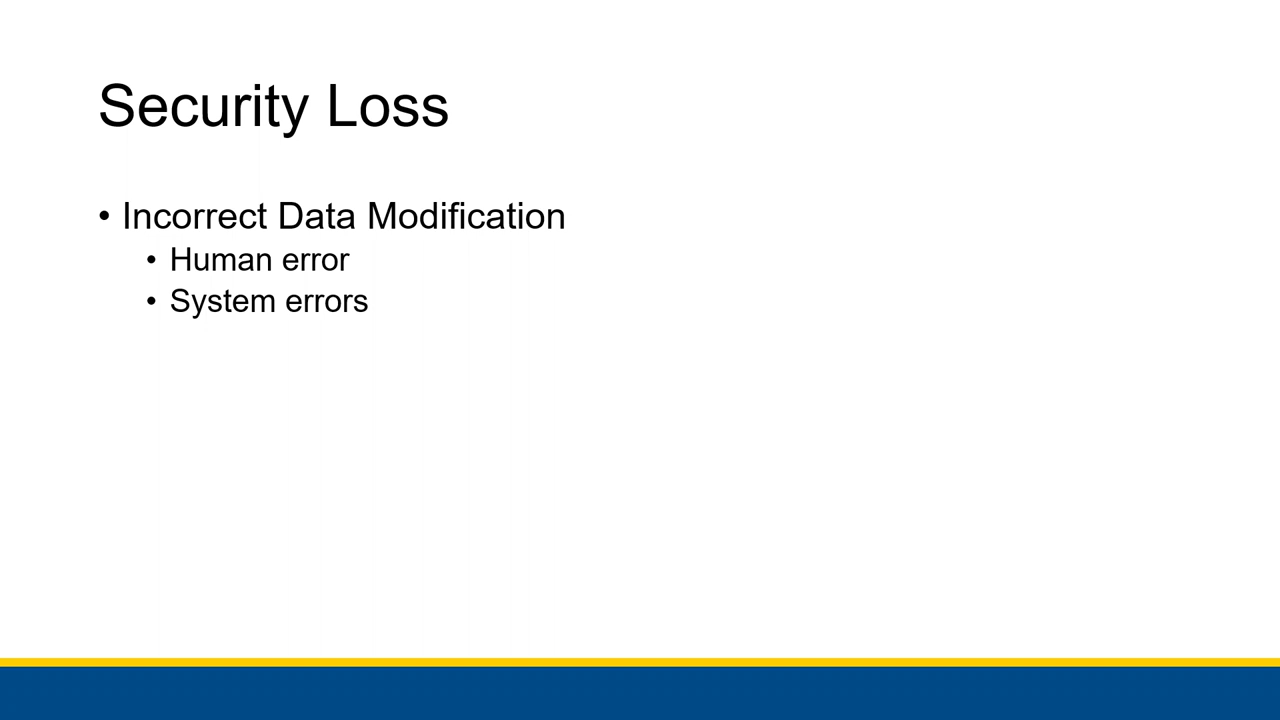 Security Loss
• Incorrect Data Modification
• Human error
• System errors